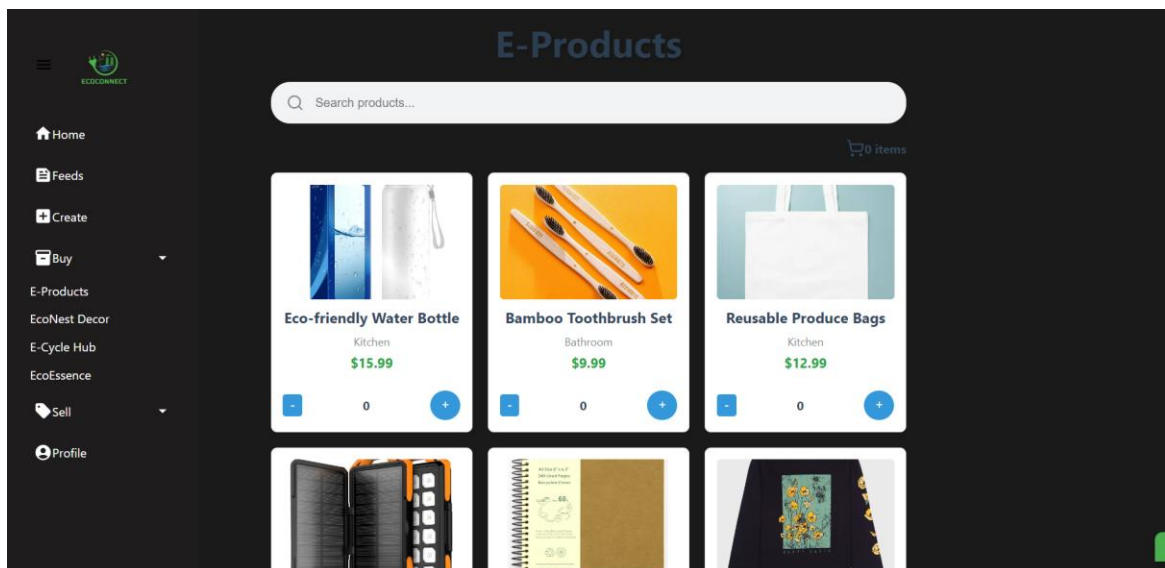 ECOCONNECT
Home
Feeds
Create
Buy
E-Products
EcoNest Decor
E-Cycle Hub
EcoEssence
Sell
Profile
E-Products
Search products...
0 items
Eco-friendly Water Bottle
Kitchen
$15.99
- 0 +
Bamboo Toothbrush Set
Bathroom
$9.99
- 0 +
Reusable Produce Bags
Kitchen
$12.99
- 0 +